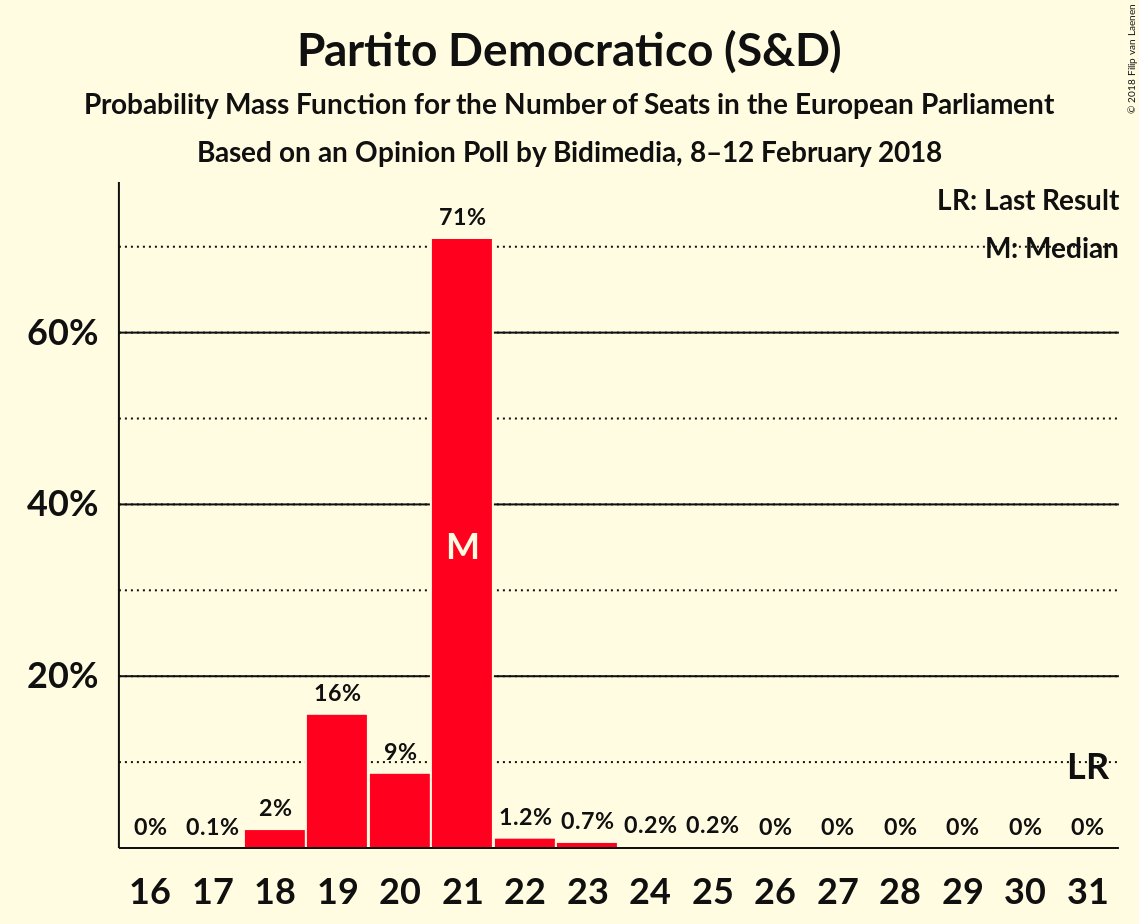 Partito Democratico (S&D)
Probability Mass Function for the Number of Seats in the European Parliament
Based on an Opinion Poll by Bidimedia, 8–12 February 2018
© 2018 Filip van Laenen
LR: Last Result
M: Median
71%
60%
40%
M
20%
16%
9%
LR
2%
0% 0.1% 1.2% 0.7% 0.2% 0.2% 0% 0% 0% 0% 0% 0%
16 17 18 19 20 21 22 23 24 25 26 27 28 29 30 31